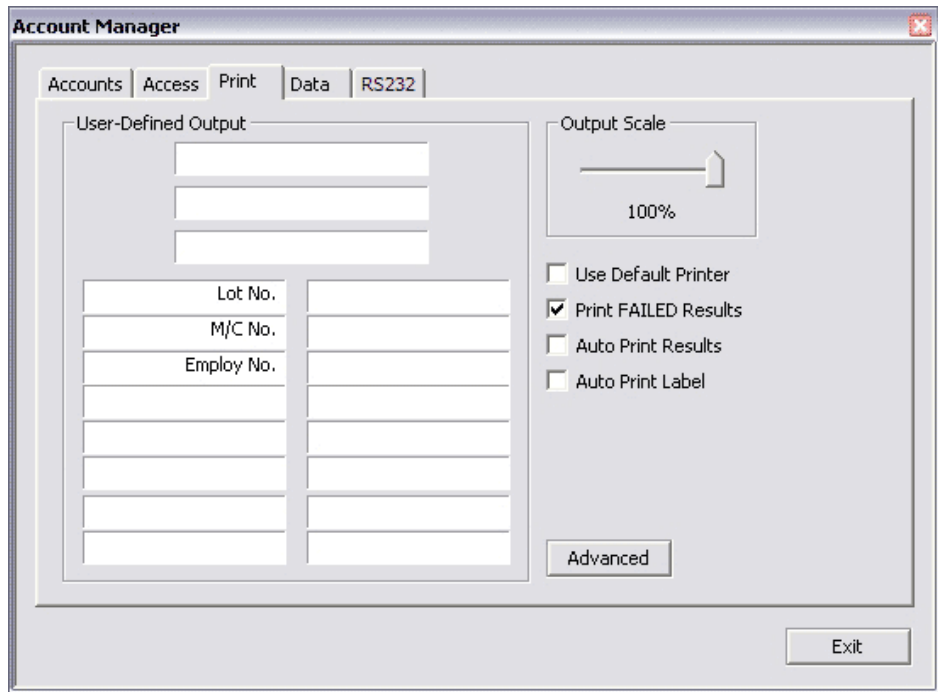 Account Manager
Accounts Access Print Data RS232
User-Defined Output
Lot No.
M/C No.
Employ No.
Output Scale
100%
Use Default Printer
Print FAILED Results
Auto Print Results
Auto Print Label
Advanced
Exit